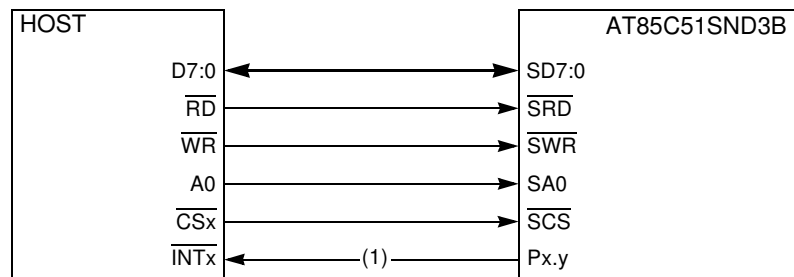 HOST AT85C51SND3B
D7:0 SD7:0
RD SRD
WR SWR
A0 SA0
CSx SCS
INTx (1) Px.y